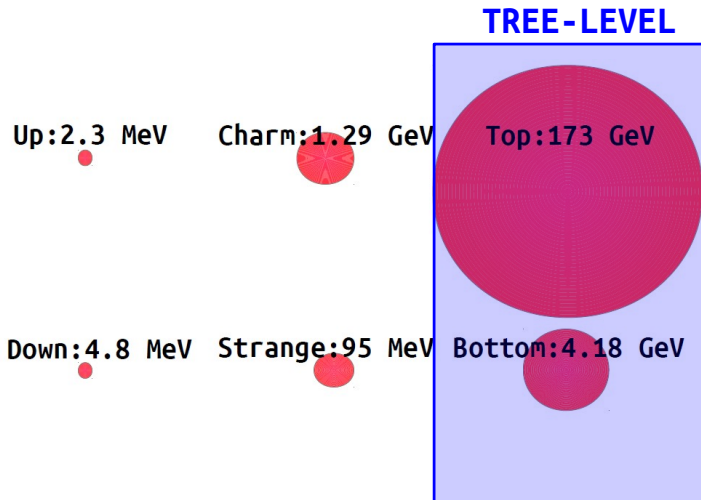 TREE-LEVEL
Up:2.3 MeV
Charm:1.29 GeV
Top:173 GeV
Down:4.8 MeV
Strange:95 MeV
Bottom:4.18 GeV